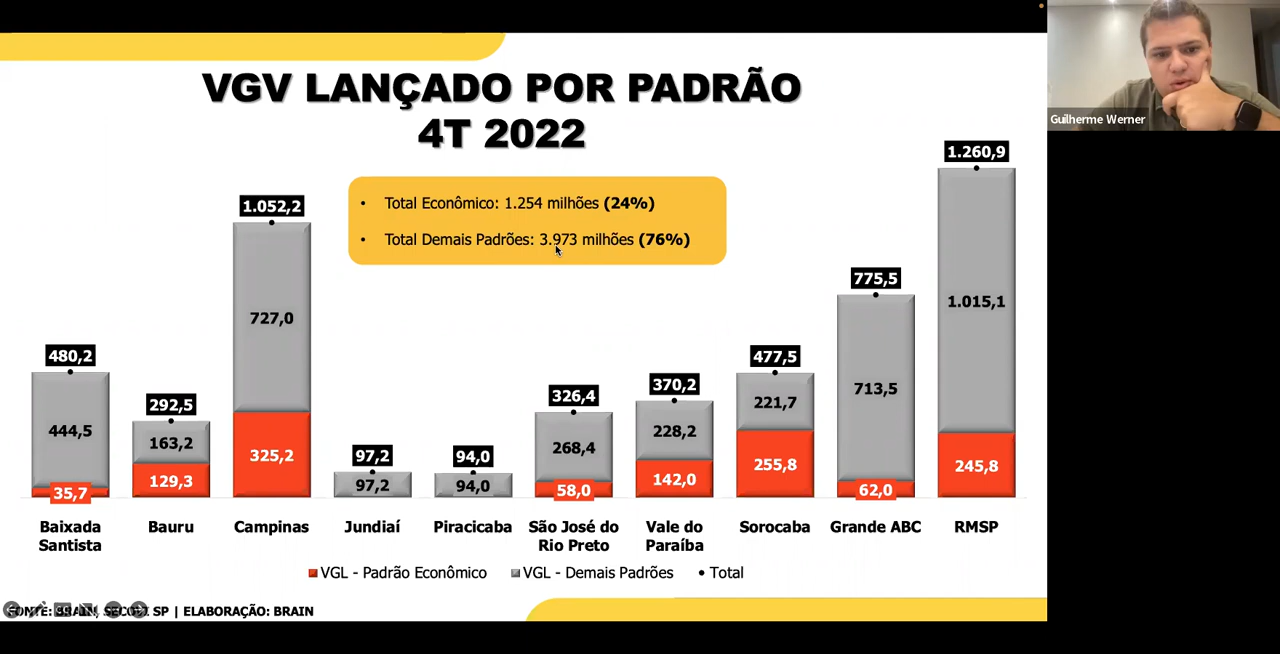 VGV LANÇADO POR PADRÃO
4T 2022
Guilherme Werner
• Total Econômico: 1.254 milhões (24%)
• Total Demais Padrões: 3.973 milhões (76%)
480,2
444,5
35,7
292,5
163,2
129,3
1.052,2
727,0
325,2
97,2
97,2
94,0
94,0
326,4
268,4
58,0
370,2
228,2
142,0
477,5
221,7
255,8
775,5
713,5
62,0
1.260,9
1.015,1
245,8
Baixada
Santista
Bauru
Campinas
Jundiaí
Piracicaba
São José do
Rio Preto
Vale do
Paraíba
Sorocaba
Grande ABC
RMSP
VGL - Padrão Econômico
VGL - Demais Padrões
Total
FONTE: BRAIN, SECOVI SP | ELABORAÇÃO: BRAIN